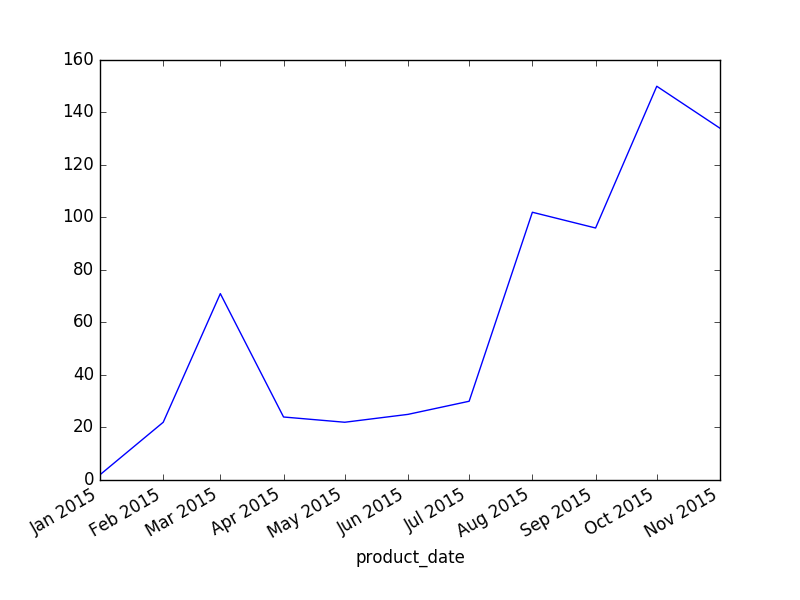 160
140
120
100
80
60
40
20
0
Jan 2015
Feb 2015
Mar 2015
Apr 2015
May 2015
Jun 2015
Jul 2015
Aug 2015
Sep 2015
Oct 2015
Nov 2015
product_date